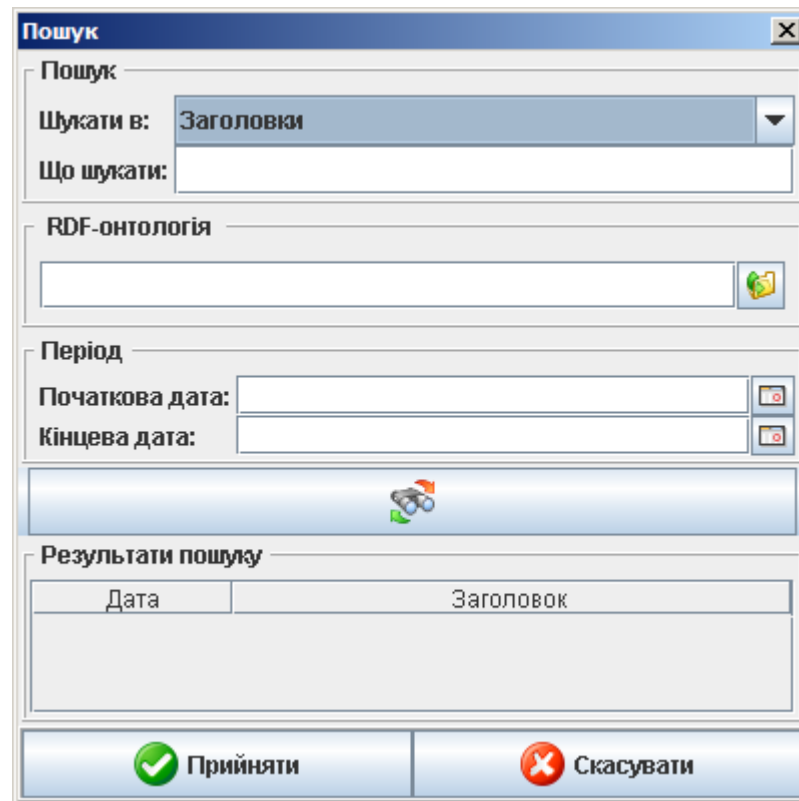 Пошук
Пошук
Шукати в: Заголовки
Що шукати:
RDF-онтологія
Період
Початкова дата:
Кінцева дата:
Результати пошуку
Дата Заголовок
Прийняти Скасувати